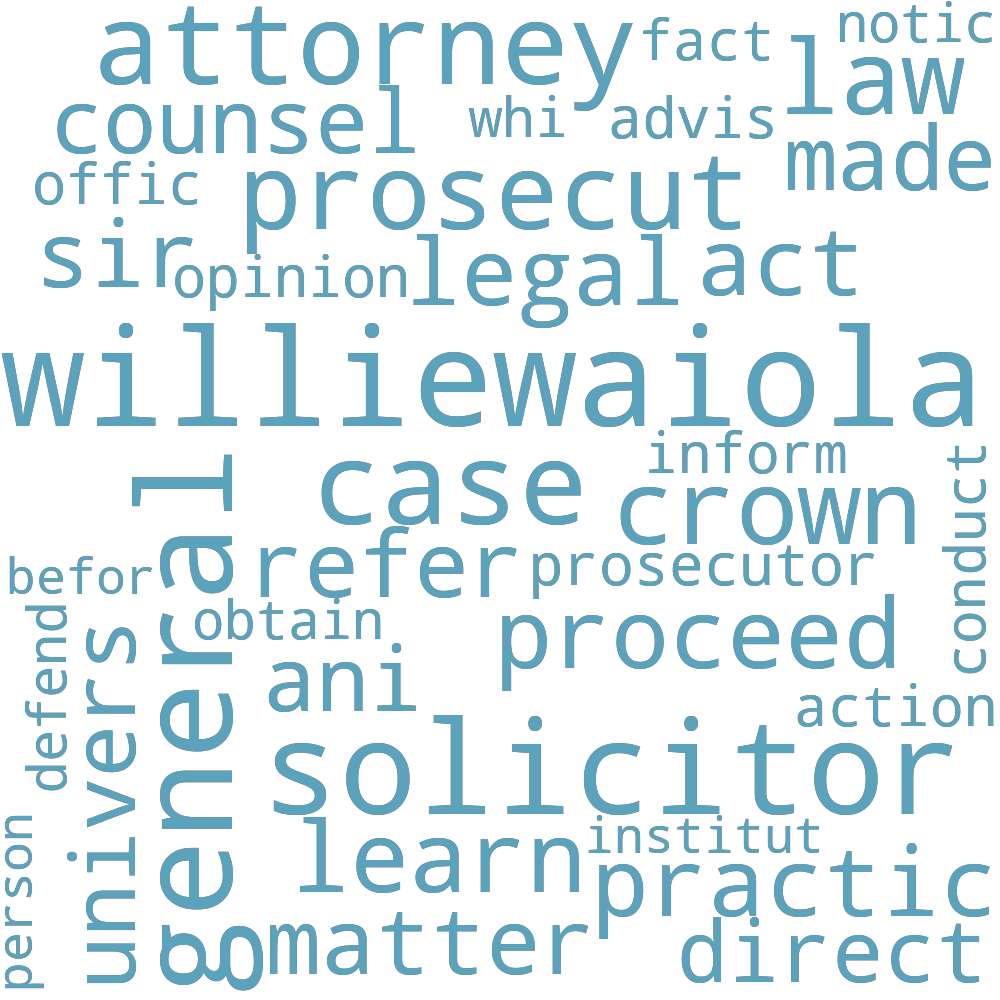 attorney
fact
notic
law
counsel
whi
advis
made
offic
prosecut
sir
opinion
legal
act
williewaiola
general
case
inform
crown
conduct
befor
refer
prosecutor
defend
univers
obtain
proceed
ani
action
solicitor
person
learn
institut
practic
matter
direct